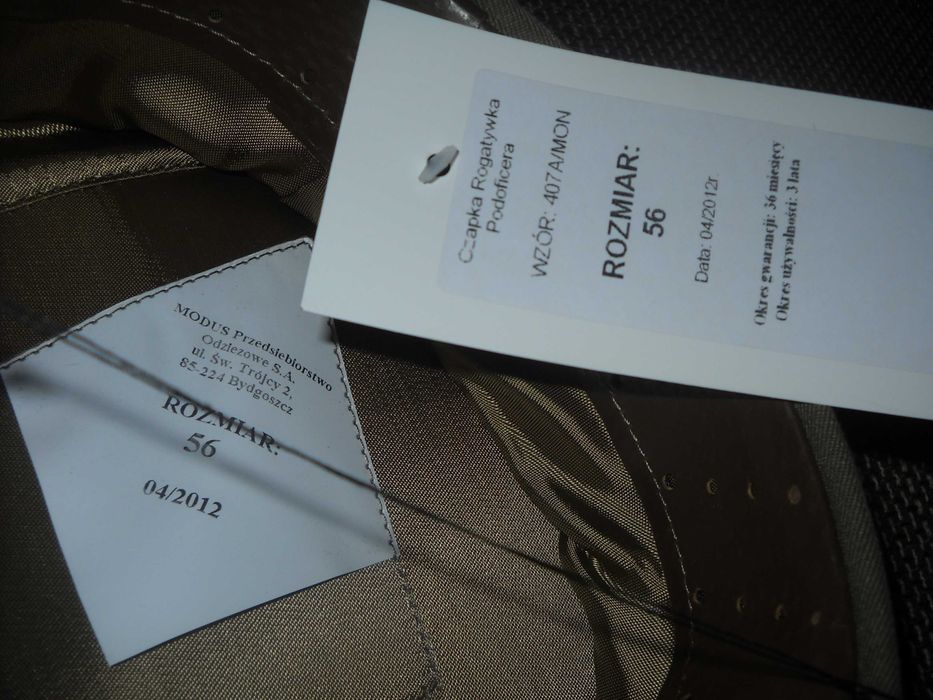 Czapka Rogatywka
Podoficera
WZÓR: 407A/MON
ROZMIAR:
56
Data: 04/2012r.
Okres gwarancji: 36 miesięcy
Okres używalności: 3 lata
MODUS Przedsiebiorstwo
Odzieżowe S.A.
ul. Św. Trójcy 2,
85-224 Bydgoszcz
ROZMIAR:
56
04/2012